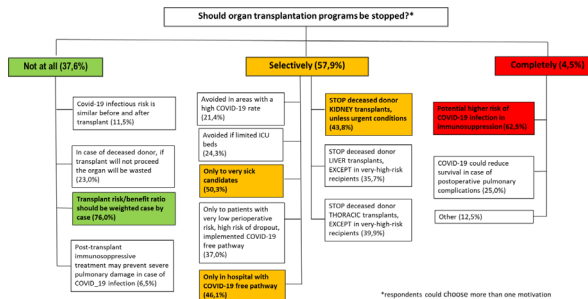 Should organ transplantation programs be stopped?*
Not at all (37,6%)
Selectively (57,9%)
Completely (4,5%)
Covid-19 infectious risk is
similar before and after
transplant (11,5%)
In case of deceased donor, if
transplant will not proceed
the organ will be wasted
(23,0%)
Transplant risk/benefit ratio
should be weighted case by
case (76,0%)
Post-transplant
immunosoppressive
treatment may prevent severe
pulmonary damage in case
of COVID_19 infection (6,5%)
Avoided in areas with a
high COVID-19 rate
(21,4%)
Avoided if limited ICU
beds
(24,3%)
Only to very sick
candidates
(50,3%)
Only to patients with
very low perioperative
risk, high risk of dropout,
implemented COVID-19
free pathway
(37,0%)
Only in hospital with
COVID-19 free pathway
(46,1%)
STOP deceased donor
KIDNEY transplants,
unless urgent conditions
(43,8%)
STOP deceased donor
LIVER transplants,
EXCEPT in very-high-risk
recipients (35,7%)
STOP deceased donor
THORACIC transplants,
EXCEPT in very-high-risk
recipients (39,9%)
Potential higher risk of
COVID-19 infection in
immunosuppression (62,5%)
COVID-19 could reduce
survival in case of
postoperative pulmonary
complications (25,0%)
Other (12,5%)
*respondents could choose more than one motivation